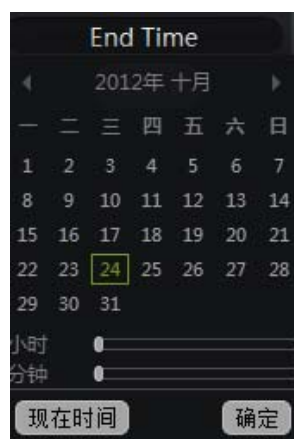 End Time
2012年 十月
一 二 三 四 五 六 日
1 2 3 4 5 6 7
8 9 10 11 12 13 14
15 16 17 18 19 20 21
22 23 24 25 26 27 28
29 30 31
小时
分钟
现在时间 确定